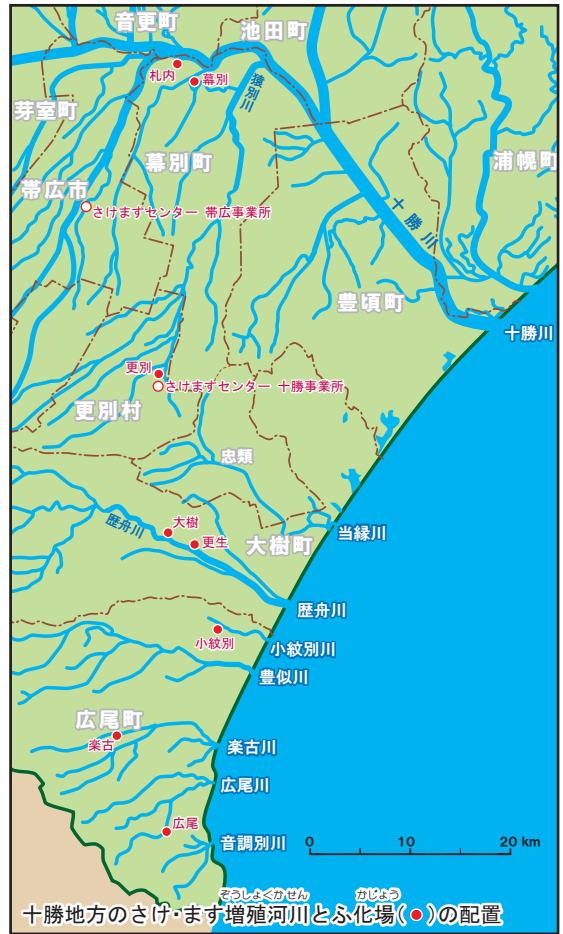 音更町
池田町
札内
幕別
猿別川
芽室町
幕別町
浦幌町
帯広市
さけますセンター 帯広事業所
十勝川
豊頃町
十勝川
更別
さけますセンター 十勝事業所
更別村
忠類
歴舟川
大樹
更生
大樹町
当縁川
歴舟川
小紋別
小紋別川
豊似川
広尾町
楽古
楽古川
広尾川
広尾
音調別川
0 10 20 km
ぞうしょくかせん かじょう
十勝地方のさけ・ます増殖河川とふ化場(●)の配置